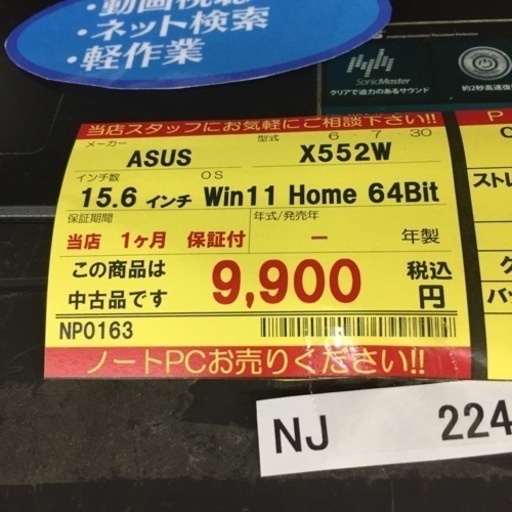 ・動画視聴
・ネット検索
・軽作業
SonicMaster
クリアで迫力のあるサウンド
約2秒高速復
当店スタッフにお気軽にご相談下さい!!
メーカー
ASUS
型式
6 7 30
X552W
インチ数
15.6 インチ
OS
Win11 Home 64Bit
保証期間
当店 1ヶ月 保証付
年式/発売年
ー 年製
この商品は
中古品です
9,900
税込
円
NP0163
ノートPCお売りください!!
P
ストレ
NJ 224